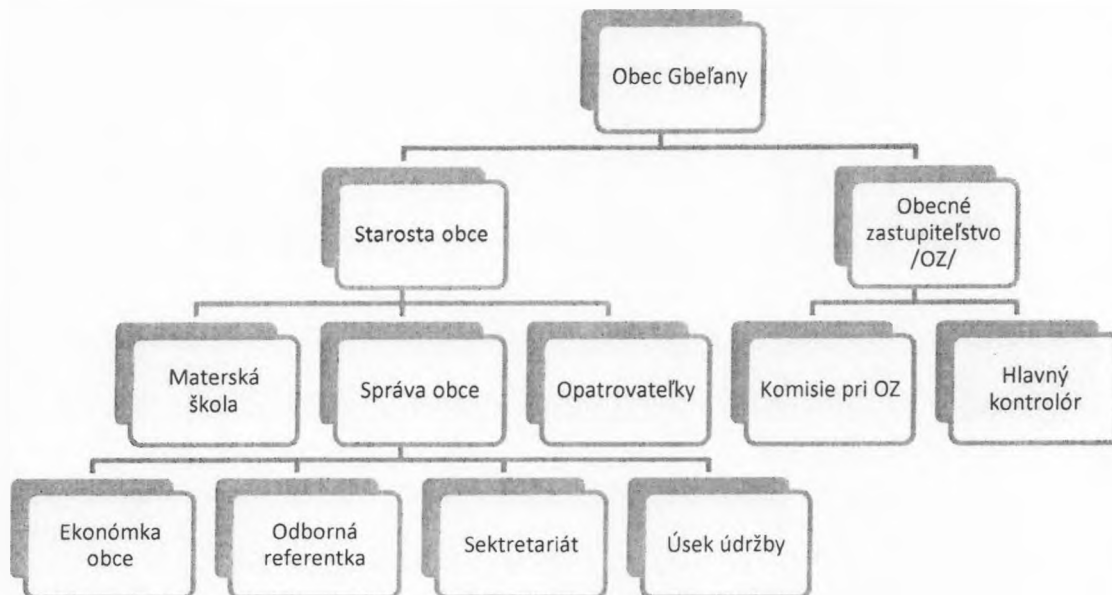 Obec Gbeľany
Starosta obce
Obecné
zastupiteľstvo
/OZ/
Materská
škola
Správa obce
Opatrovateľky
Komisie pri OZ
Hlavný
kontrolór
Ekonómka
obce
Odborná
referentka
Sektretariát
Úsek údržby